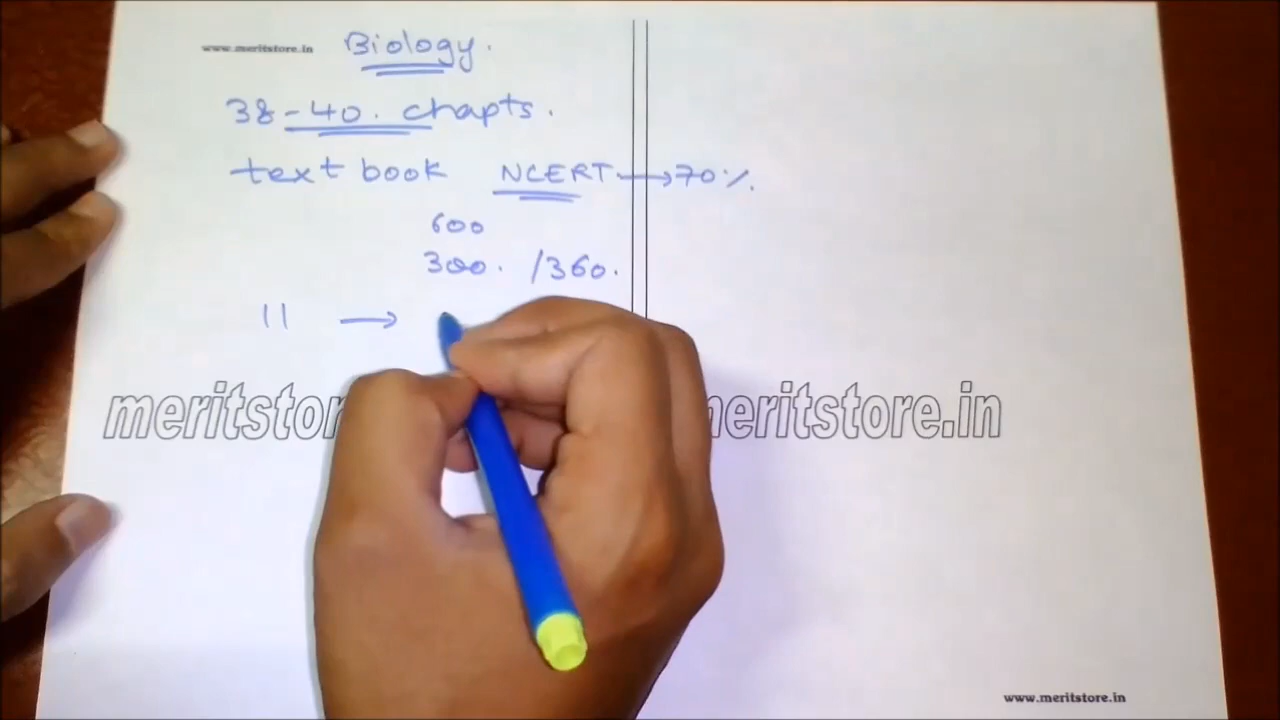 www.meritstore.in Biology.
38-40. chapts.
text book NCERT → 70%.
600
300. /360.
11 →
meritstor meritstore.in
www.meritstore.in